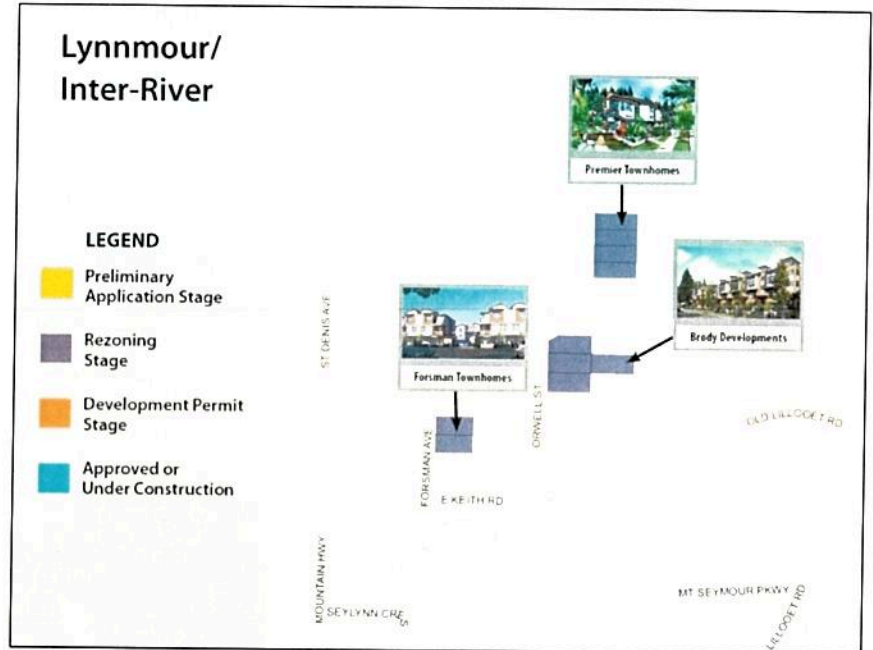 Lynnmour/
Inter-River
Premier Townhomes
LEGEND
Preliminary
Application Stage
Rezoning
Stage
Development Permit
Stage
Approved or
Under Construction
ST DENIS AVE
Forsman Townhomes
Brody Developments
ORWELL ST
OLD LILLOOET RD
FORSMAN AVE
E KEITH RD
MOUNTAIN HWY
SEYLYNN CRES
MT SEYMOUR PKWY
LILLOOET RD